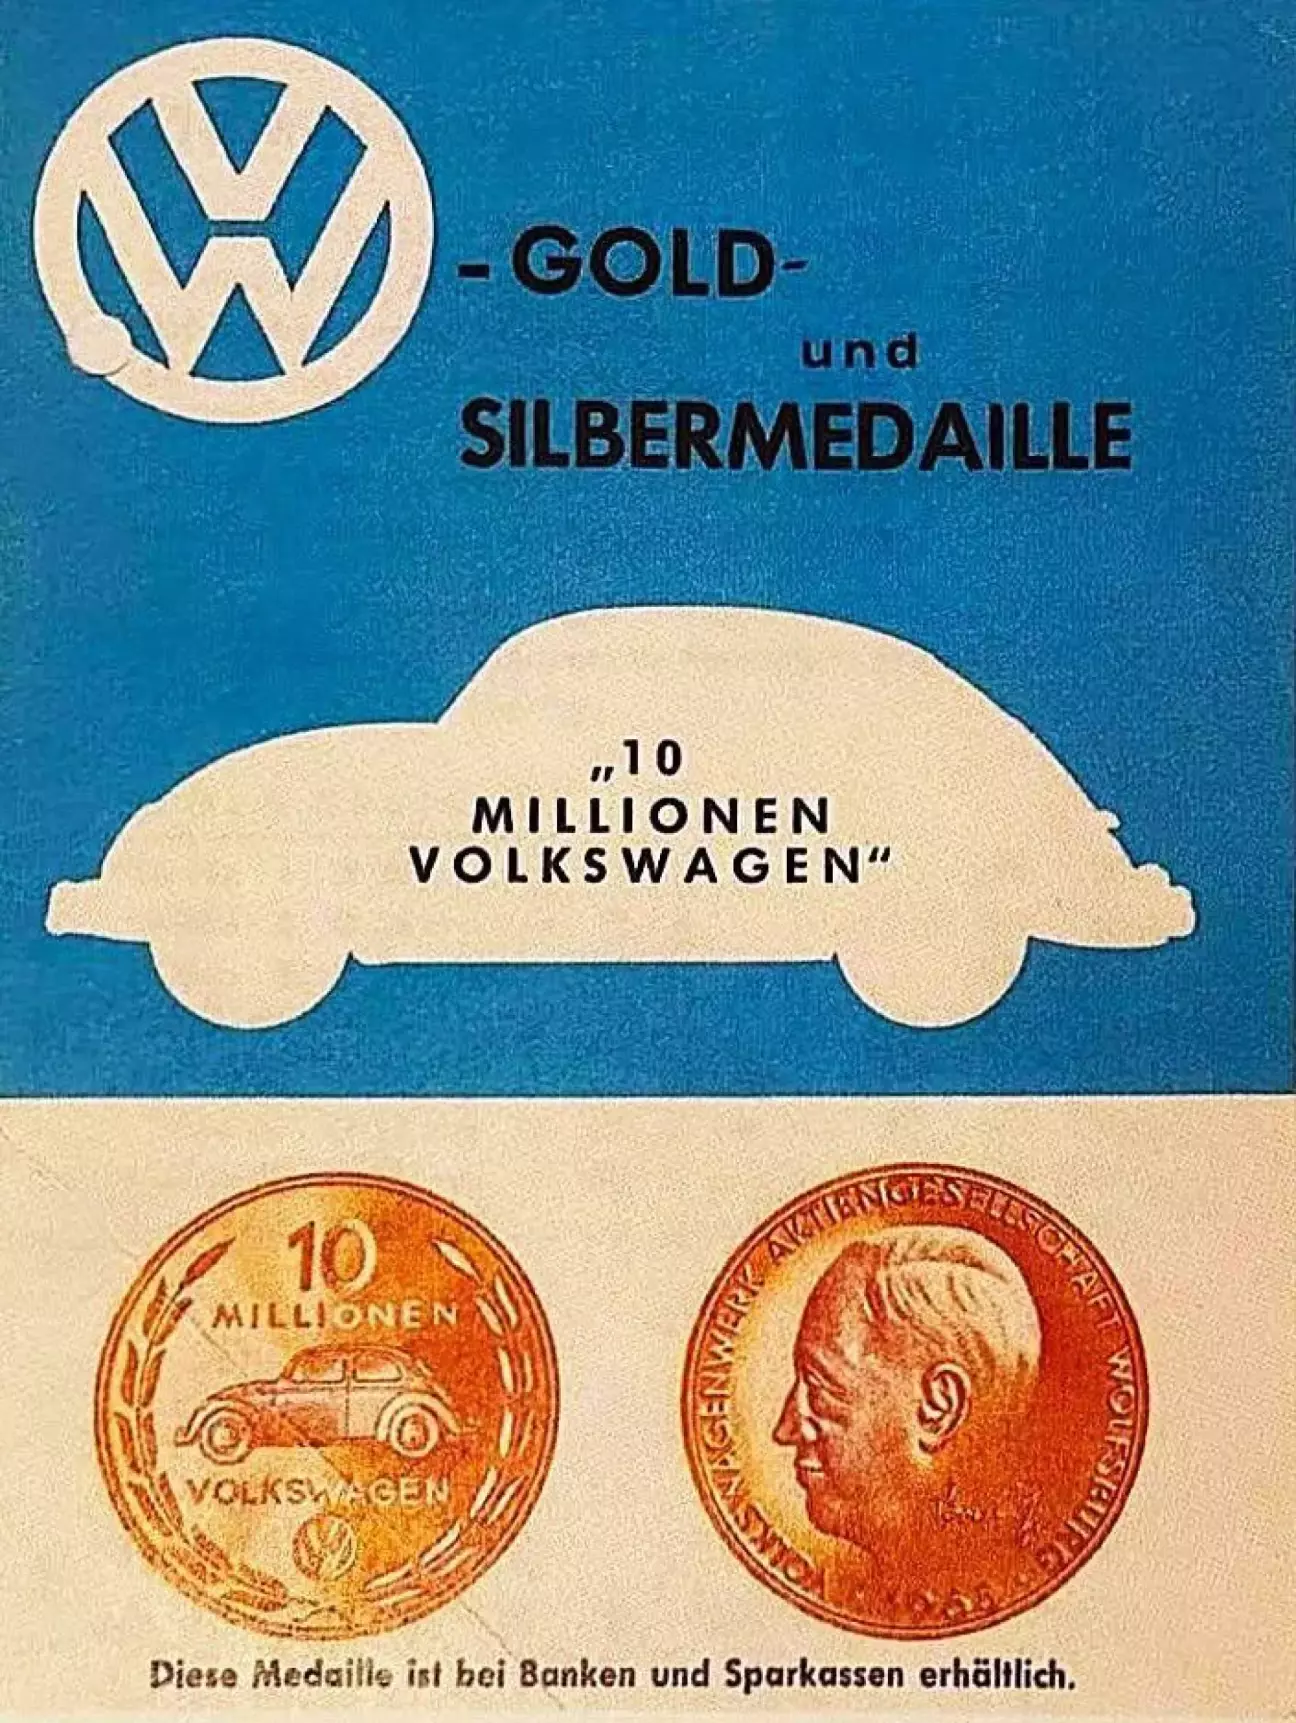 VW
- GOLD -
und
SILBERMEDAILLE
„10
MILLIONEN
VOLKSWAGEN“
10
MILLIONEN
VOLKSWAGEN
VW
VOLKSWAGENWERK AKTIENGESELLSCHAFT WOLFSBURG
Diese Medaille ist bei Banken und Sparkassen erhältlich.